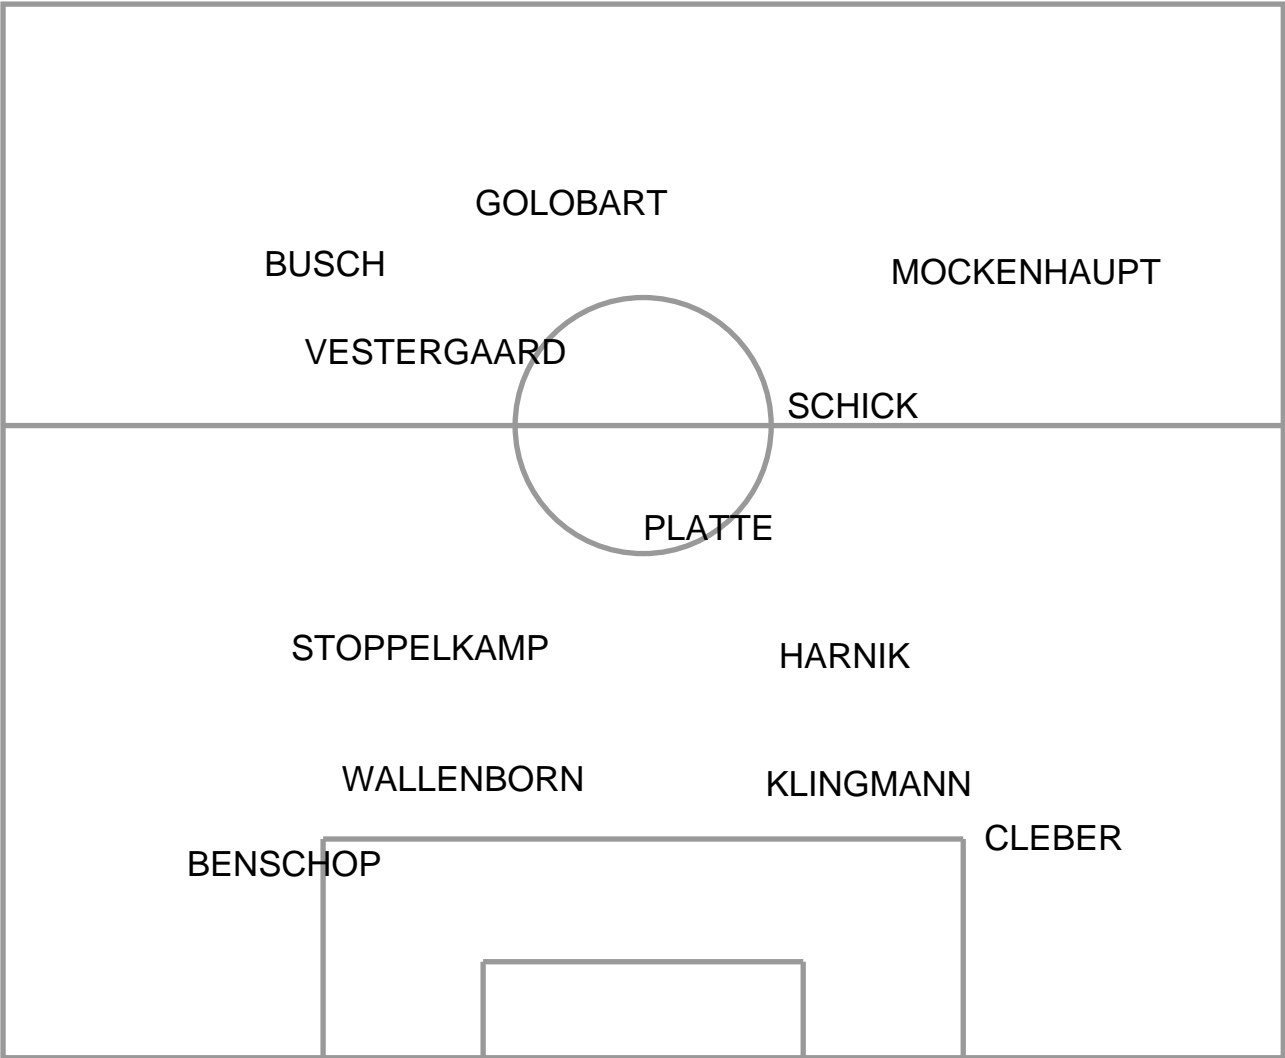 GOLOBART
BUSCH
MOCKENHAUPT
VESTERGAARD
SCHICK
PLATTE
STOPPELKAMP
HARNIK
WALLENBORN
KLINGMANN
CLEBER
BENSCHOP